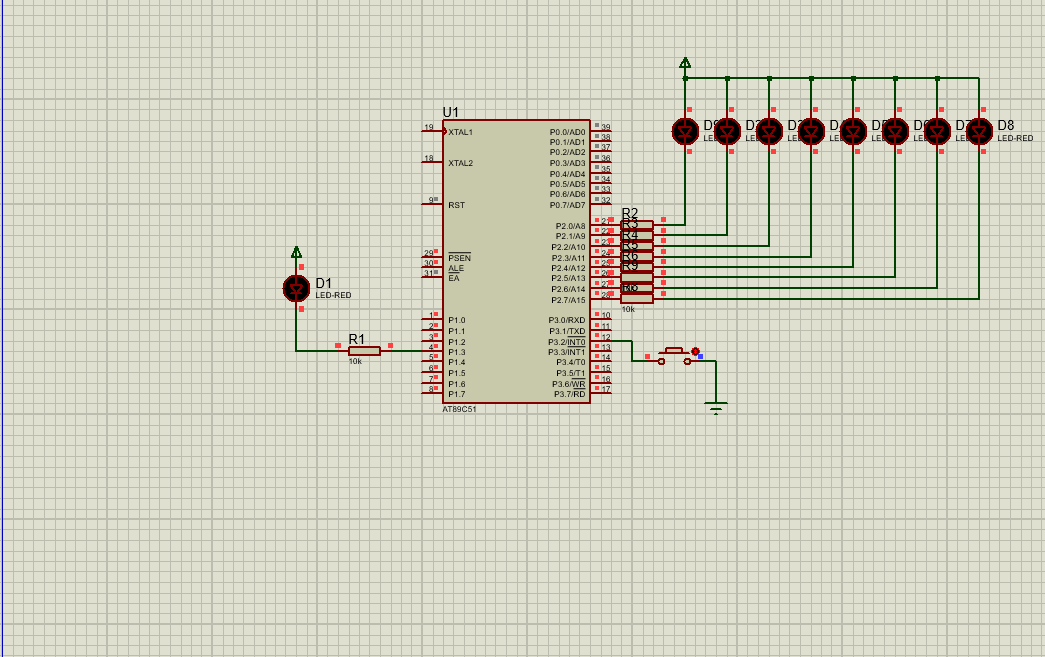 U1
19 XTAL1
18 XTAL2
9 RST
29 PSEN
30 ALE
31 EA
1 P1.0
2 P1.1
3 P1.2
4 P1.3
5 P1.4
6 P1.5
7 P1.6
8 P1.7
P0.0/AD0 39
P0.1/AD1 38
P0.2/AD2 37
P0.3/AD3 36
P0.4/AD4 35
P0.5/AD5 34
P0.6/AD6 33
P0.7/AD7 32
P2.0/A8 21
P2.1/A9
P2.2/A10
P2.3/A11
P2.4/A12
P2.5/A13
P2.6/A14
P2.7/A15 28
P3.0/RXD 10
P3.1/TXD 11
P3.2/INT0 12
P3.3/INT1 13
P3.4/T0 14
P3.5/T1 15
P3.6/WR 16
P3.7/RD 17
AT89C51
D1
LED-RED
R1
10k
R2
R3
R4
R5
R6
R9
10k
D8
LED-RED